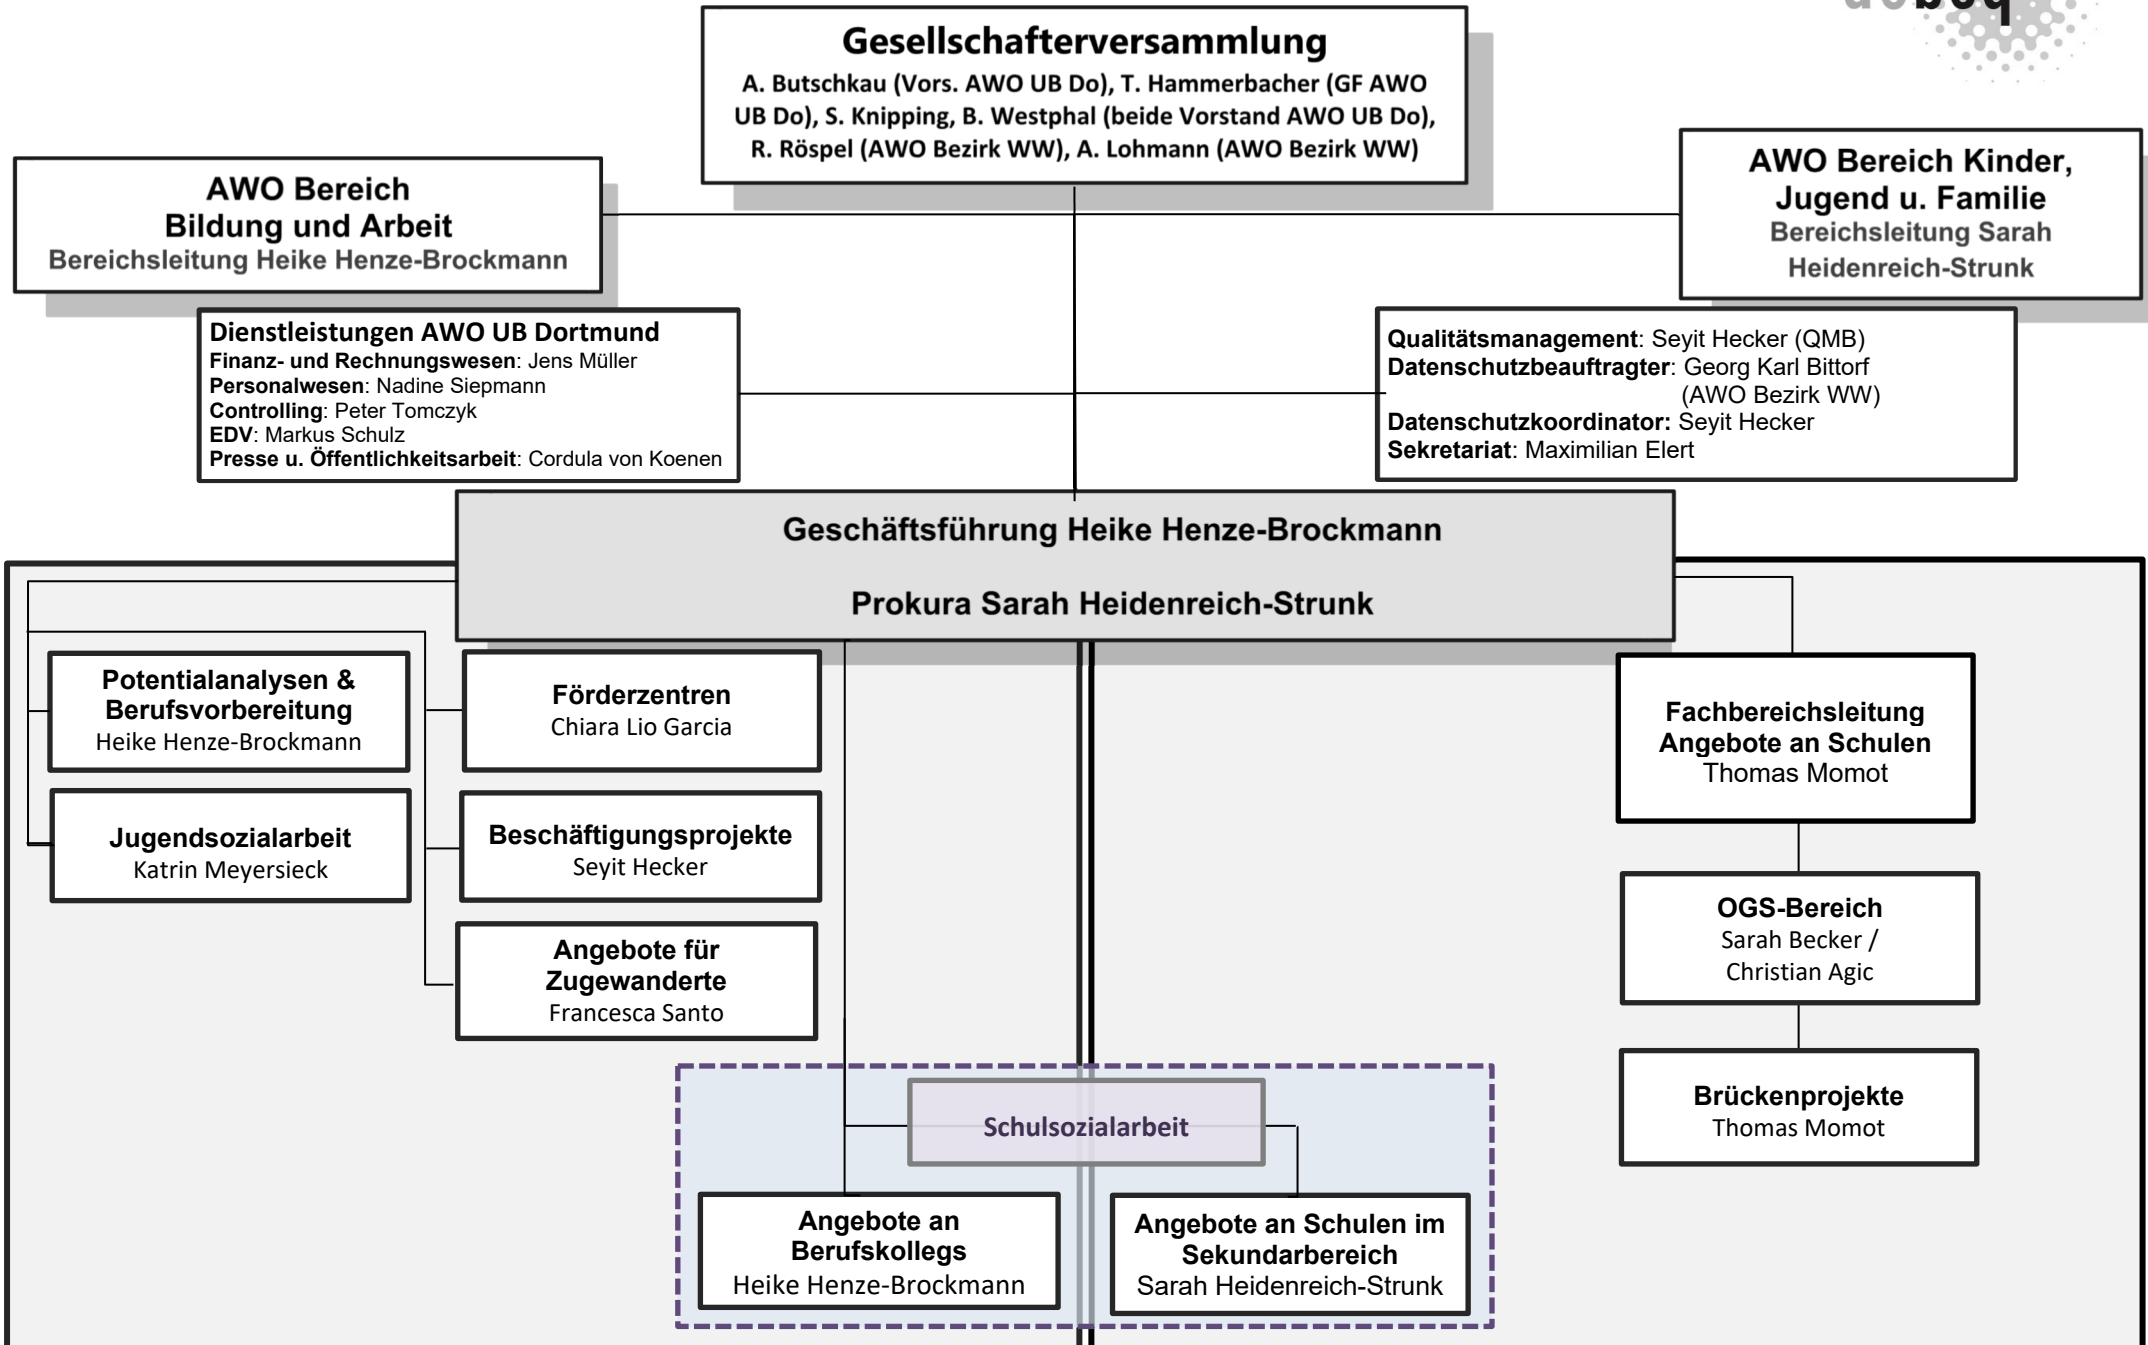 Gesellschafterversammlung
A. Butschkau (Vors. AWO UB Do), T. Hammerbacher (GF AWO
UB Do), S. Knipping, B. Westphal (beide Vorstand AWO UB Do),
R. Röspel (AWO Bezirk WW), A. Lohmann (AWO Bezirk WW)
AWO Bereich
Bildung und Arbeit
Bereichsleitung Heike Henze-Brockmann
AWO Bereich Kinder,
Jugend u. Familie
Bereichsleitung Sarah
Heidenreich-Strunk
Dienstleistungen AWO UB Dortmund
Finanz- und Rechnungswesen: Jens Müller
Personalwesen: Nadine Siepmann
Controlling: Peter Tomczyk
EDV: Markus Schulz
Presse u. Öffentlichkeitsarbeit: Cordula von Koenen
Qualitätsmanagement: Seyit Hecker (QMB)
Datenschutzbeauftragter: Georg Karl Bittorf
(AWO Bezirk WW)
Datenschutzkoordinator: Seyit Hecker
Sekretariat: Maximilian Elert
Geschäftsführung Heike Henze-Brockmann
Prokura Sarah Heidenreich-Strunk
Potentialanalysen &
Berufsvorbereitung
Heike Henze-Brockmann
Jugendsozialarbeit
Katrin Meyersieck
Förderzentren
Chiara Lio Garcia
Beschäftigungsprojekte
Seyit Hecker
Angebote für
Zugewanderte
Francesca Santo
Fachbereichsleitung
Angebote an Schulen
Thomas Momot
OGS-Bereich
Sarah Becker /
Christian Agic
Brückenprojekte
Thomas Momot
Schulsozialarbeit
Angebote an
Berufskollegs
Heike Henze-Brockmann
Angebote an Schulen im
Sekundarbereich
Sarah Heidenreich-Strunk